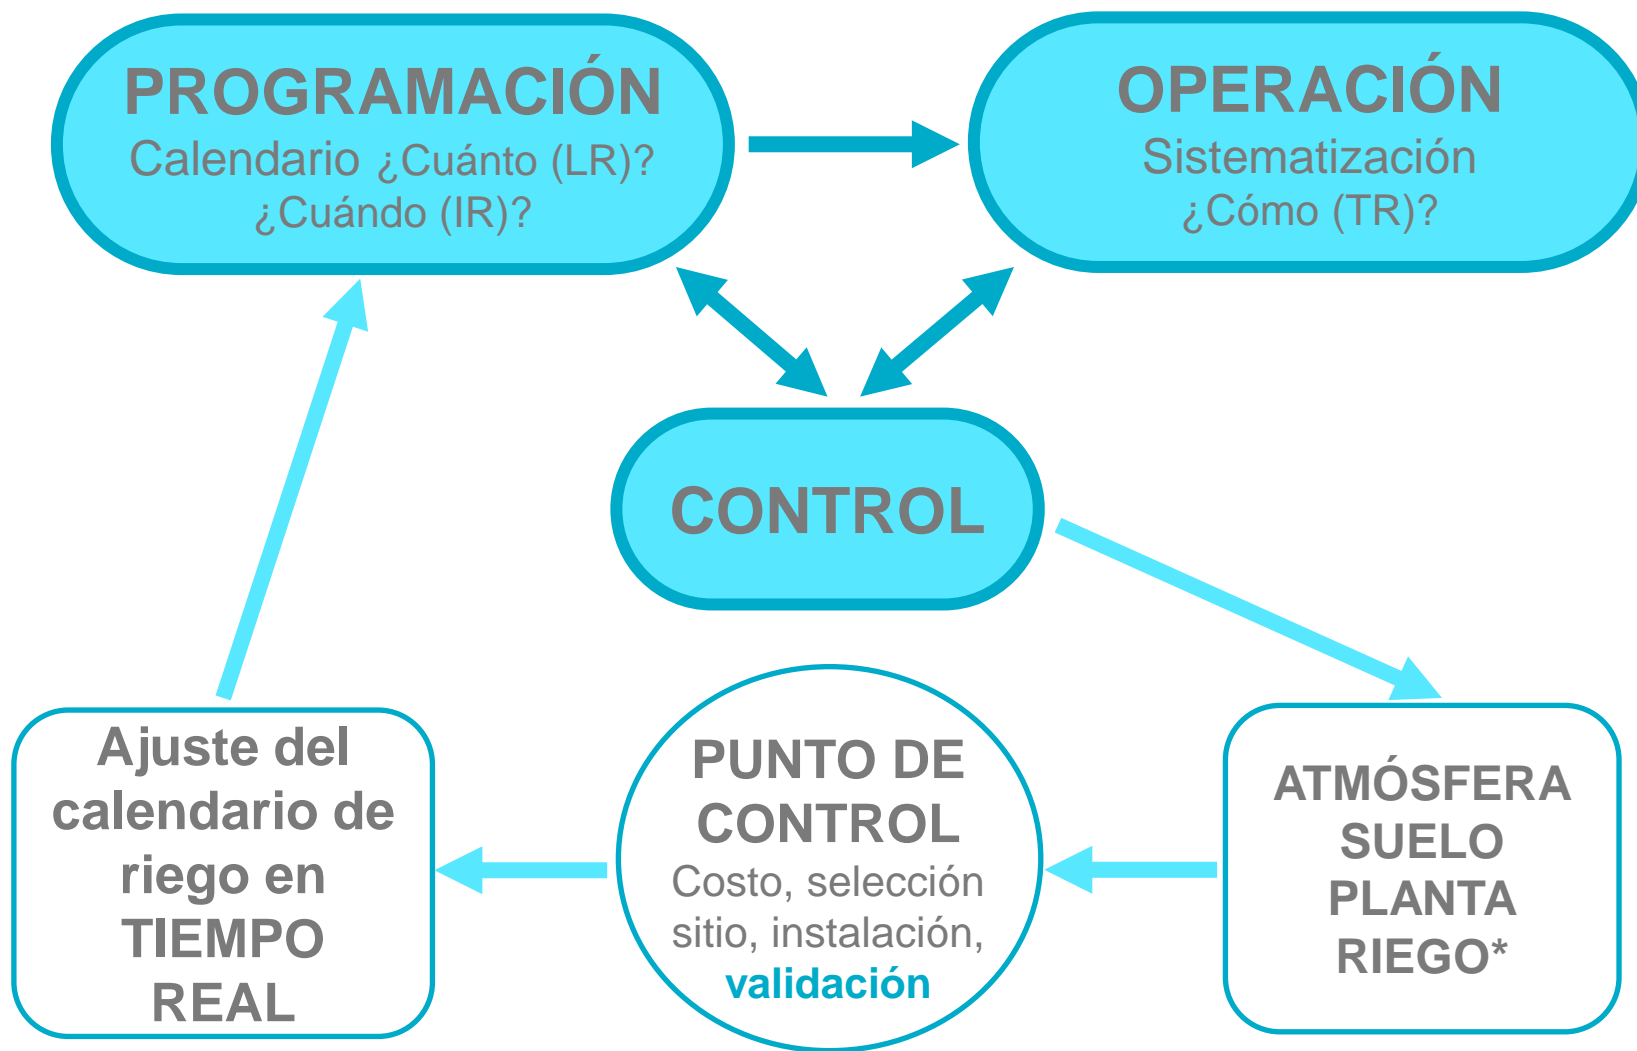 PROGRAMACIÓN
Calendario ¿Cuánto (LR)?
¿Cuándo (IR)?
OPERACIÓN
Sistematización
¿Cómo (TR)?
CONTROL
Ajuste del
calendario de
riego en
TIEMPO
REAL
PUNTO DE
CONTROL
Costo, selección
sitio, instalación,
validación
ATMÓSFERA
SUELO
PLANTA
RIEGO*